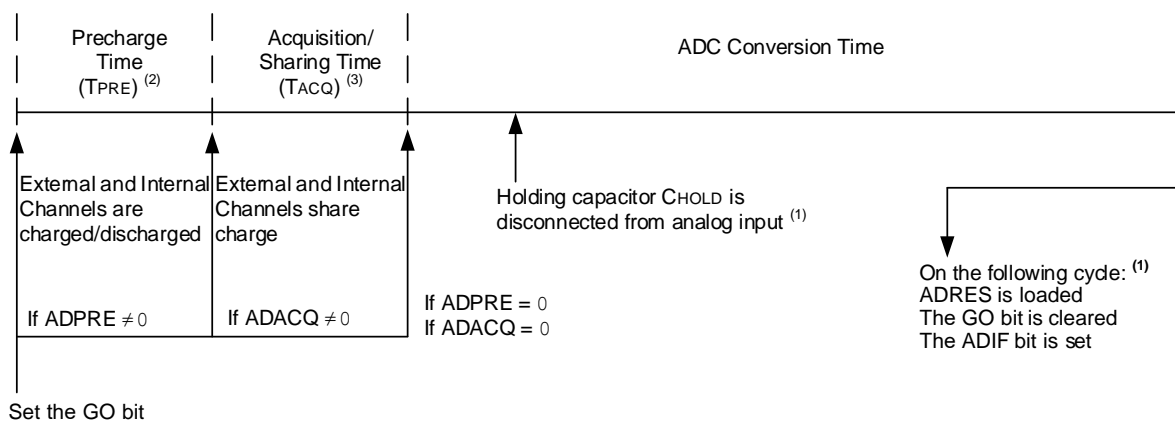 Precharge
Time
(TPRE) (2)
Acquisition/
Sharing Time
(TACQ) (3)
ADC Conversion Time
External and Internal
Channels are
charged/discharged
External and Internal
Channels share
charge
Holding capacitor CHOLD is
disconnected from analog input (1)
If ADPRE ≠ 0
If ADACQ ≠ 0
If ADPRE = 0
If ADACQ = 0
On the following cycle: (1)
ADRES is loaded
The GO bit is cleared
The ADIF bit is set
Set the GO bit